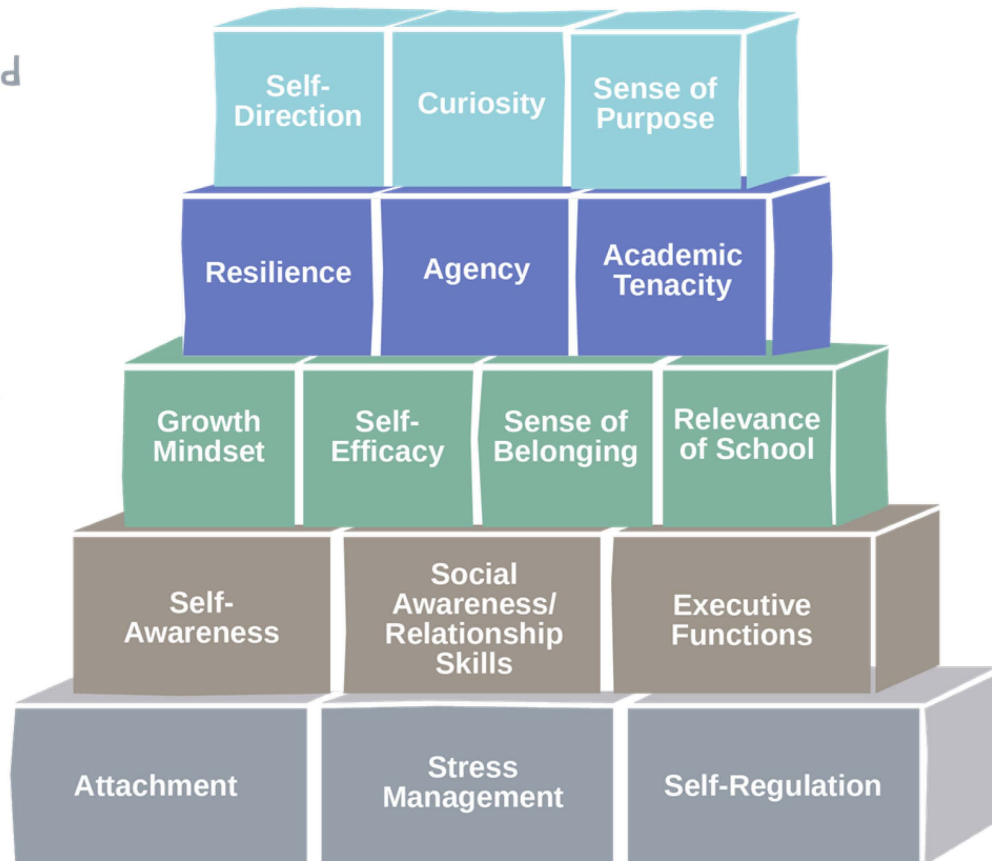 Self-
Direction
Curiosity
Sense of
Purpose
Resilience
Agency
Academic
Tenacity
Growth
Mindset
Self-
Efficacy
Sense of
Belonging
Relevance
of School
Self-
Awareness
Social
Awareness/
Relationship
Skills
Executive
Functions
Attachment
Stress
Management
Self-Regulation